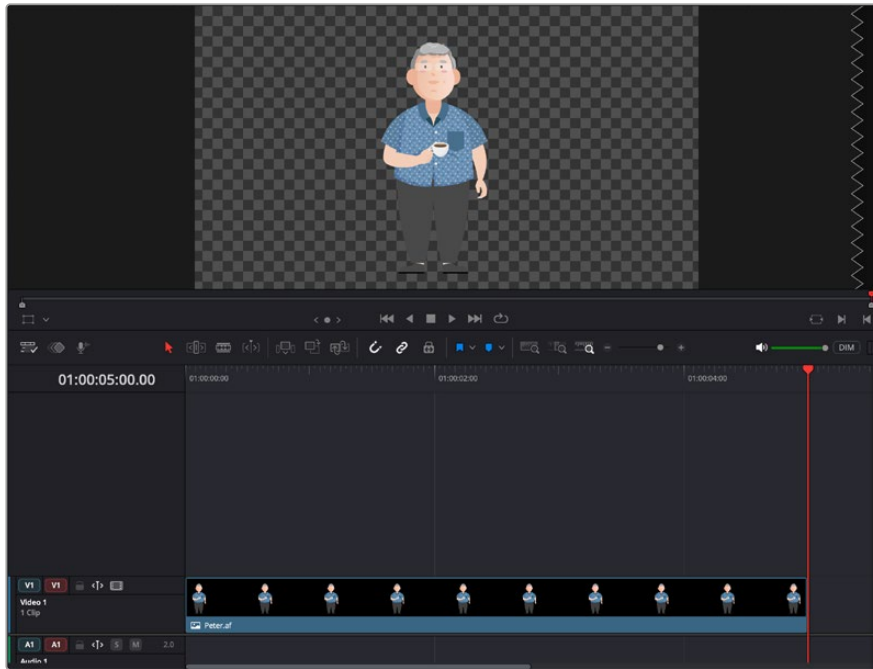 DIM
01:00:05:00.00
01:00:00:00
01:00:02:00
01:00:04:00
V1 V1
Video 1
1 Clip
Peter.af
A1 A1 S M 2.0
Audio 1